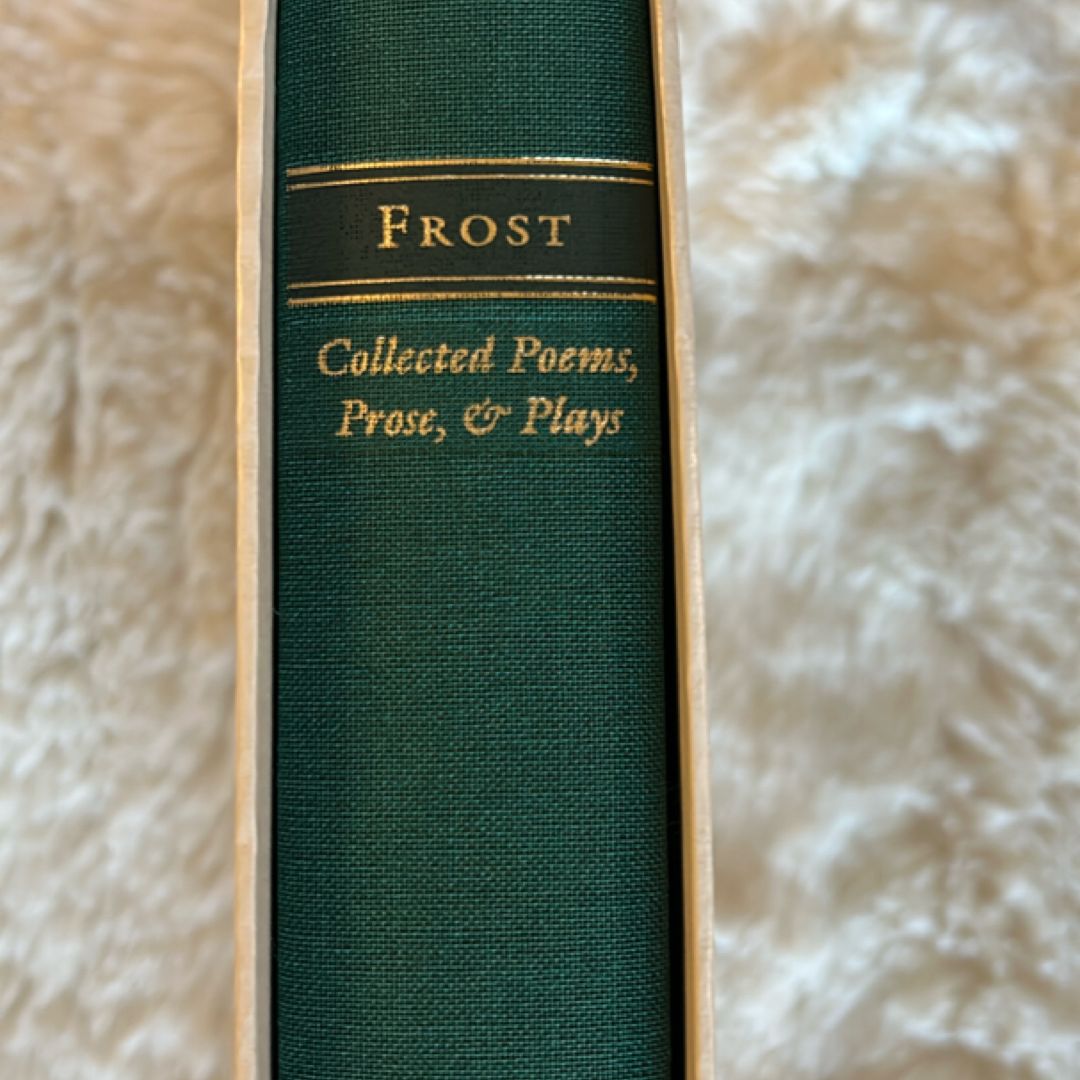 FROST
Collected Poems,
Prose, & Plays